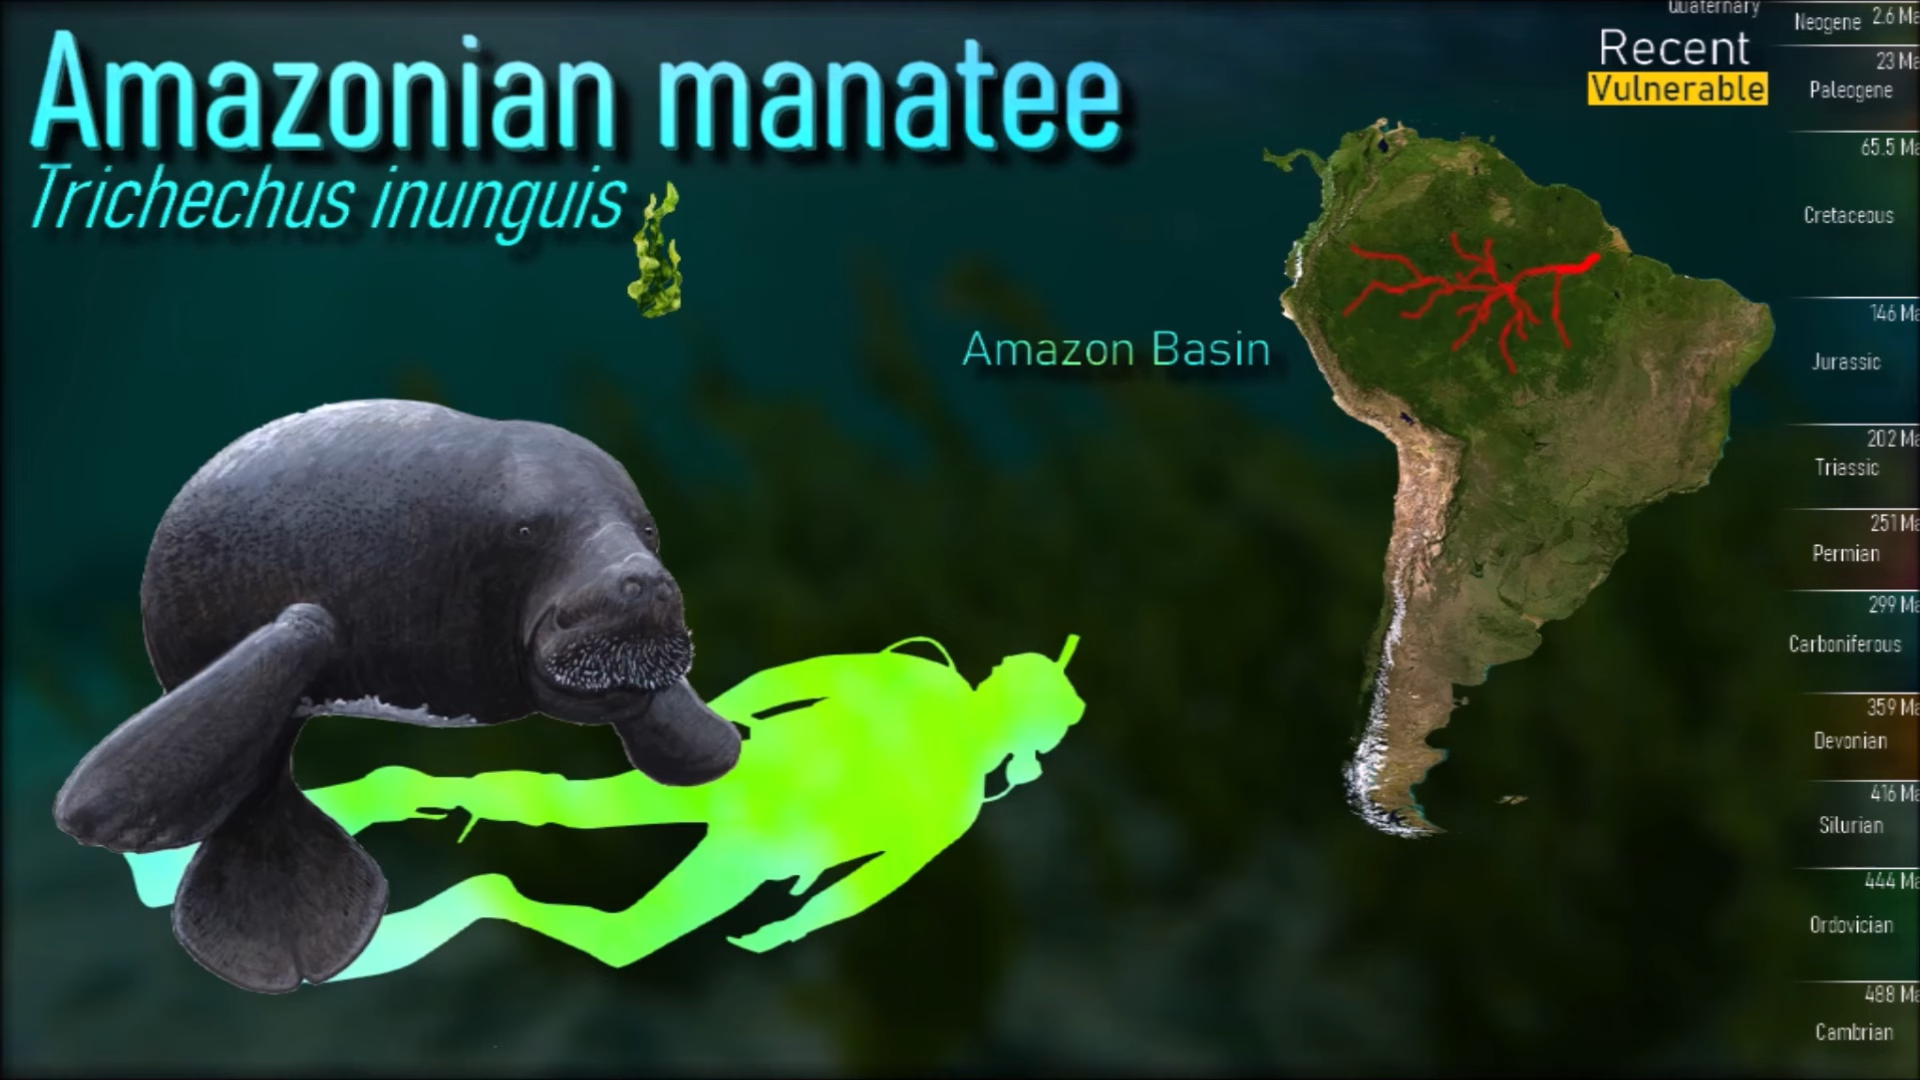 Amazonian manatee
Trichechus inunguis
Amazon Basin
Quaternary
Recent
Vulnerable
Neogene 2.6 Ma
23 Ma
Paleogene
65.5 Ma
Cretaceous
146 Ma
Jurassic
202 Ma
Triassic
251 Ma
Permian
299 Ma
Carboniferous
359 Ma
Devonian
416 Ma
Silurian
444 Ma
Ordovician
488 Ma
Cambrian